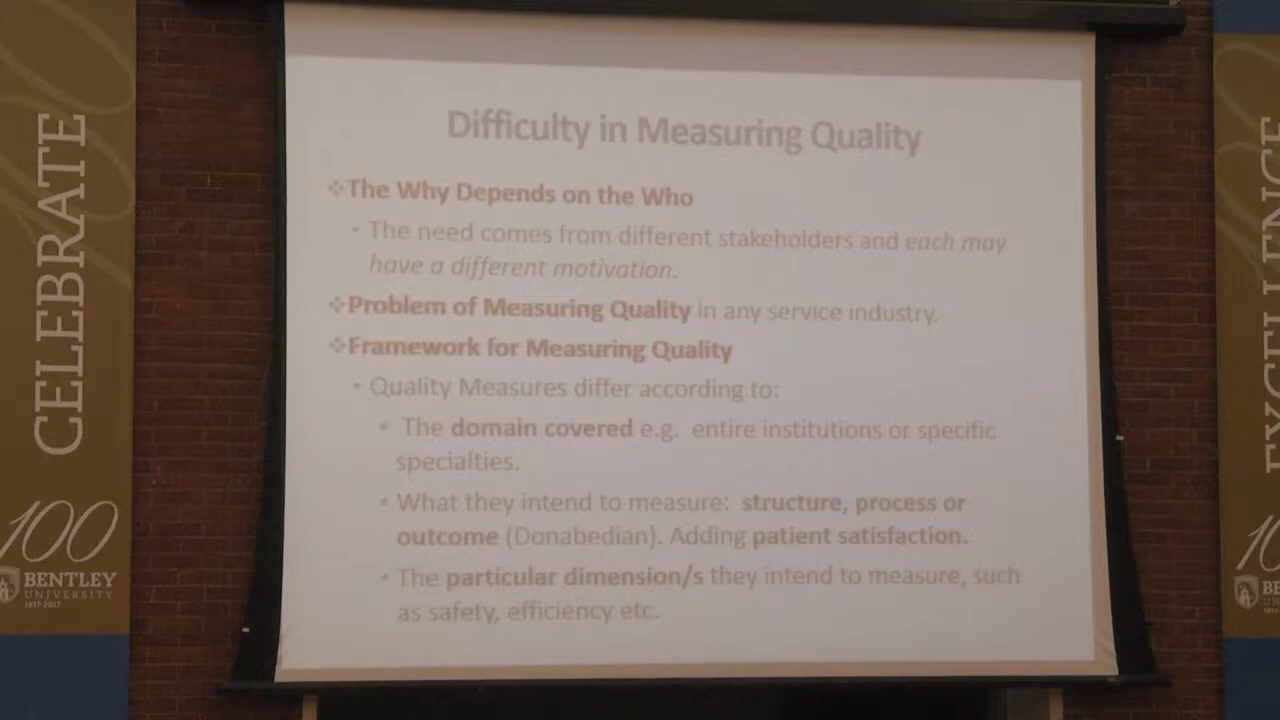 Difficulty in Measuring Quality
❖The Why Depends on the Who
• The need comes from different stakeholders and each may
have a different motivation.
❖Problem of Measuring Quality in any service industry.
❖Framework for Measuring Quality
• Quality Measures differ according to:
• The domain covered e.g. entire institutions or specific
specialties.
• What they intend to measure: structure, process or
outcome (Donabedian). Adding patient satisfaction.
• The particular dimension/s they intend to measure, such
as safety, efficiency etc.
CELEBRATE
100
BENTLEY
UNIVERSITY
1917-2017
EXCELLENCE